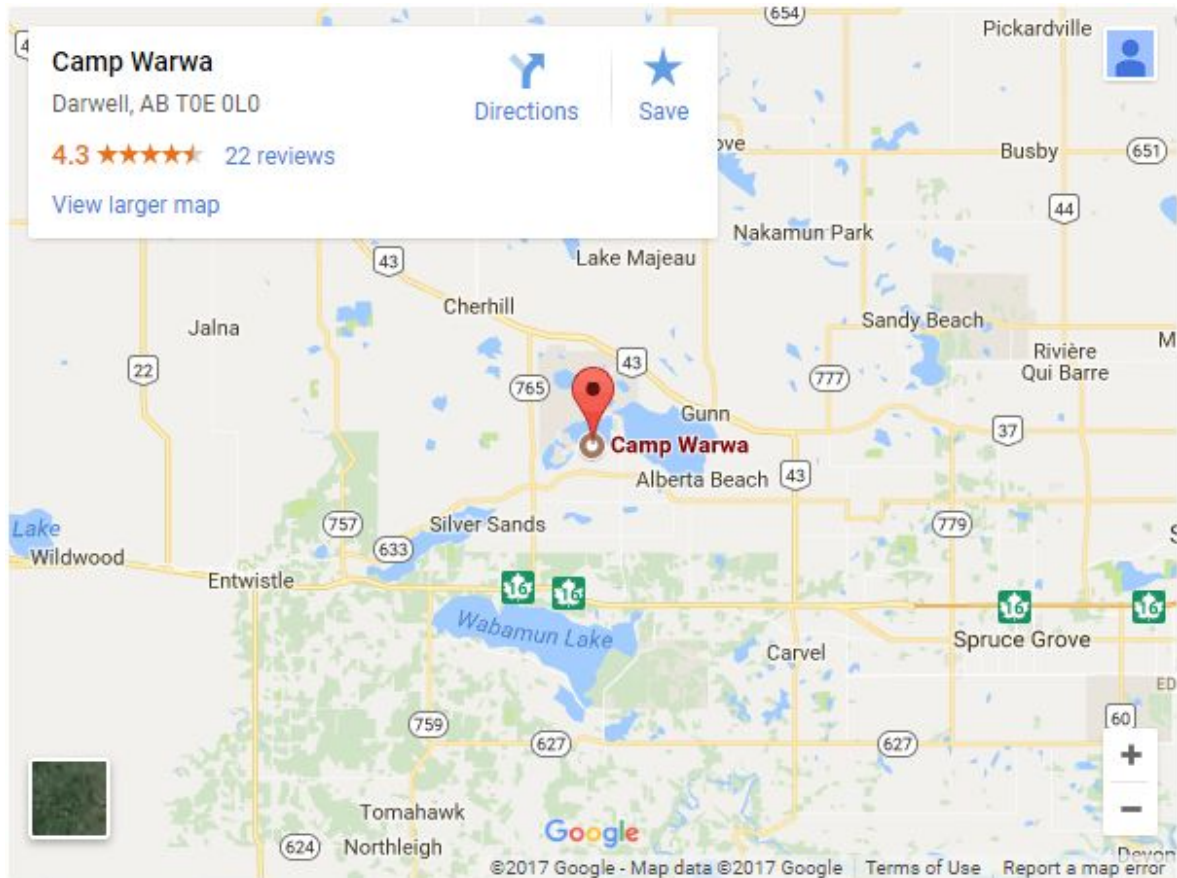 654
Pickardville
4
Camp Warwa
Darwell, AB T0E 0L0
Directions
Save
4.3
22 reviews
View larger map
ove
Busby
651
44
Nakamun Park
Lake Majeau
43
Cherhill
Jalna
Sandy Beach
M
Rivière
Qui Barre
22
765
43
777
Gunn
37
Camp Warwa
Alberta Beach
43
Silver Sands
757
779
S
633
Lake
Wildwood
Entwistle
16
16
16
16
Wabamun Lake
Spruce Grove
Carvel
ED
759
60
627
627
+
−
Tomahawk
Google
624
Northleigh
Devon
©2017 Google - Map data ©2017 Google
Terms of Use
Report a map error